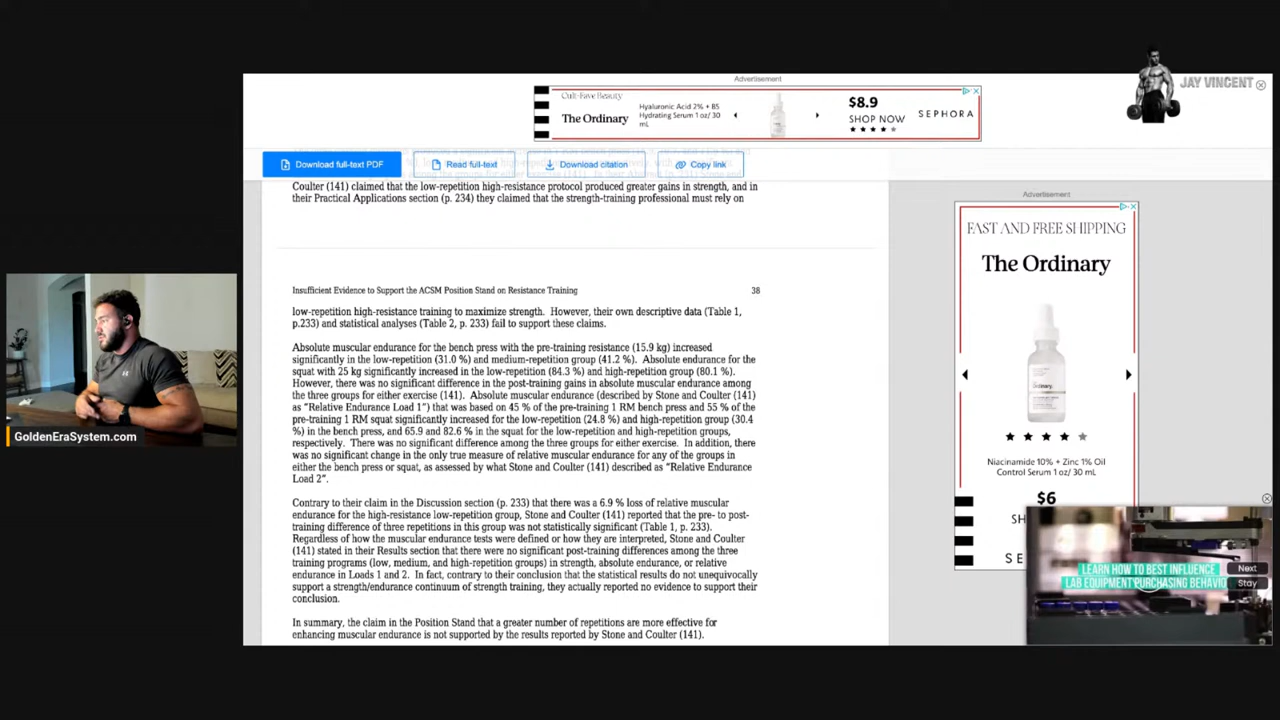 Advertisement
JAY VINCENT
Cult-Fave Beauty
The Ordinary
Hyaluronic Acid 2% + B5
Hydrating Serum 1 oz/ 30
mL
$8.9
SHOP NOW
SEPHORA
Download full-text PDF
Read full-text
Download citation
Copy link
Coulter (141) claimed that the low-repetition high-resistance protocol produced greater gains in strength, and in
their Practical Applications section (p. 234) they claimed that the strength-training professional must rely on
Insufficient Evidence to Support the ACSM Position Stand on Resistance Training 38
low-repetition high-resistance training to maximize strength. However, their own descriptive data (Table 1,
p.233) and statistical analyses (Table 2, p. 233) fail to support these claims.
Absolute muscular endurance for the bench press with the pre-training resistance (15.9 kg) increased
significantly in the low-repetition (31.0 %) and medium-repetition group (41.2 %). Absolute endurance for the
squat with 25 kg significantly increased in the low-repetition (84.3 %) and high-repetition group (80.1 %).
However, there was no significant difference in the post-training gains in absolute muscular endurance among
the three groups for either exercise (141). Absolute muscular endurance (described by Stone and Coulter (141)
as "Relative Endurance Load 1") that was based on 45 % of the pre-training 1 RM bench press and 55 % of the
pre-training 1 RM squat significantly increased for the low-repetition (24.8 %) and high-repetition group (30.4
%) in the bench press, and 65.9 and 82.6 % in the squat for the low-repetition and high-repetition groups,
respectively. There was no significant difference among the three groups for either exercise. In addition, there
was no significant change in the only true measure of relative muscular endurance for any of the groups in
either the bench press or squat, as assessed by what Stone and Coulter (141) described as "Relative Endurance
Load 2".
Contrary to their claim in the Discussion section (p. 233) that there was a 6.9 % loss of relative muscular
endurance for the high-resistance low-repetition group, Stone and Coulter (141) reported that the pre- to post-
training difference of three repetitions in this group was not statistically significant (Table 1, p. 233).
Regardless of how the muscular endurance tests were defined or how they are interpreted, Stone and Coulter
(141) stated in their Results section that there were no significant post-training differences among the three
training programs (low, medium, and high-repetition groups) in strength, absolute endurance, or relative
endurance in Loads 1 and 2. In fact, contrary to their conclusion that the statistical results do not unequivocally
support a strength/endurance continuum of strength training, they actually reported no evidence to support their
conclusion.
In summary, the claim in the Position Stand that a greater number of repetitions are more effective for
enhancing muscular endurance is not supported by the results reported by Stone and Coulter (141).
GoldenEraSystem.com
Advertisement
FAST AND FREE SHIPPING
The Ordinary
Niacinamide 10% + Zinc 1% Oil
Control Serum 1 oz/ 30 mL
$6
SH
SE
LEARN HOW TO BEST INFLUENCE
LAB EQUIPMENT PURCHASING BEHAVIO
Next
Stay